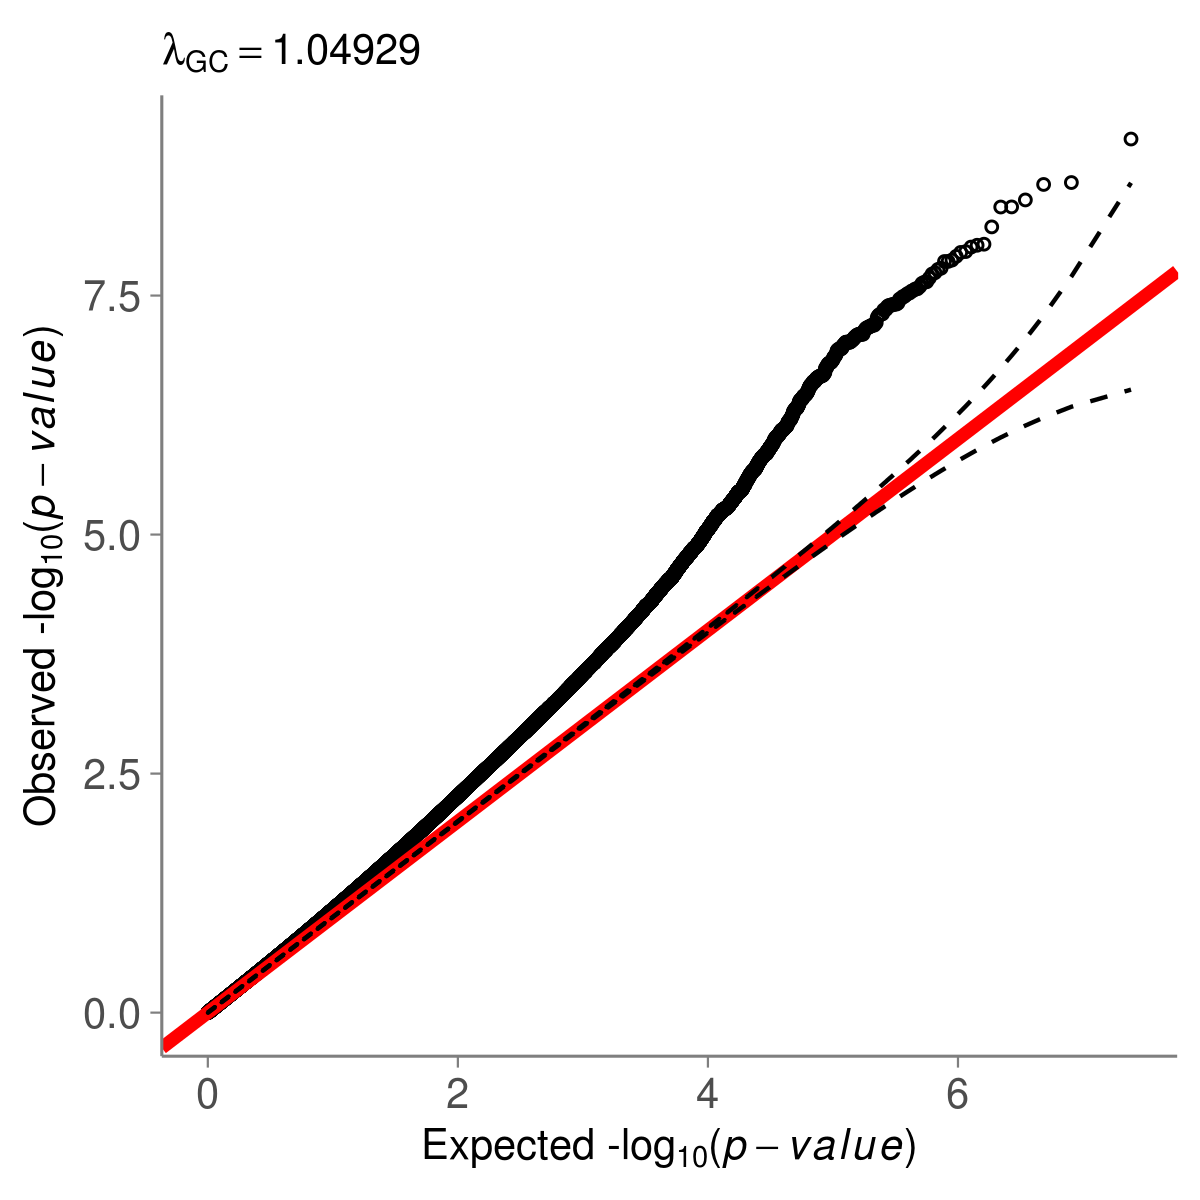 λGC = 1.04929
Observed -log10(p – value)
7.5
5.0
2.5
0.0
0 2 4 6
Expected -log10(p – value)